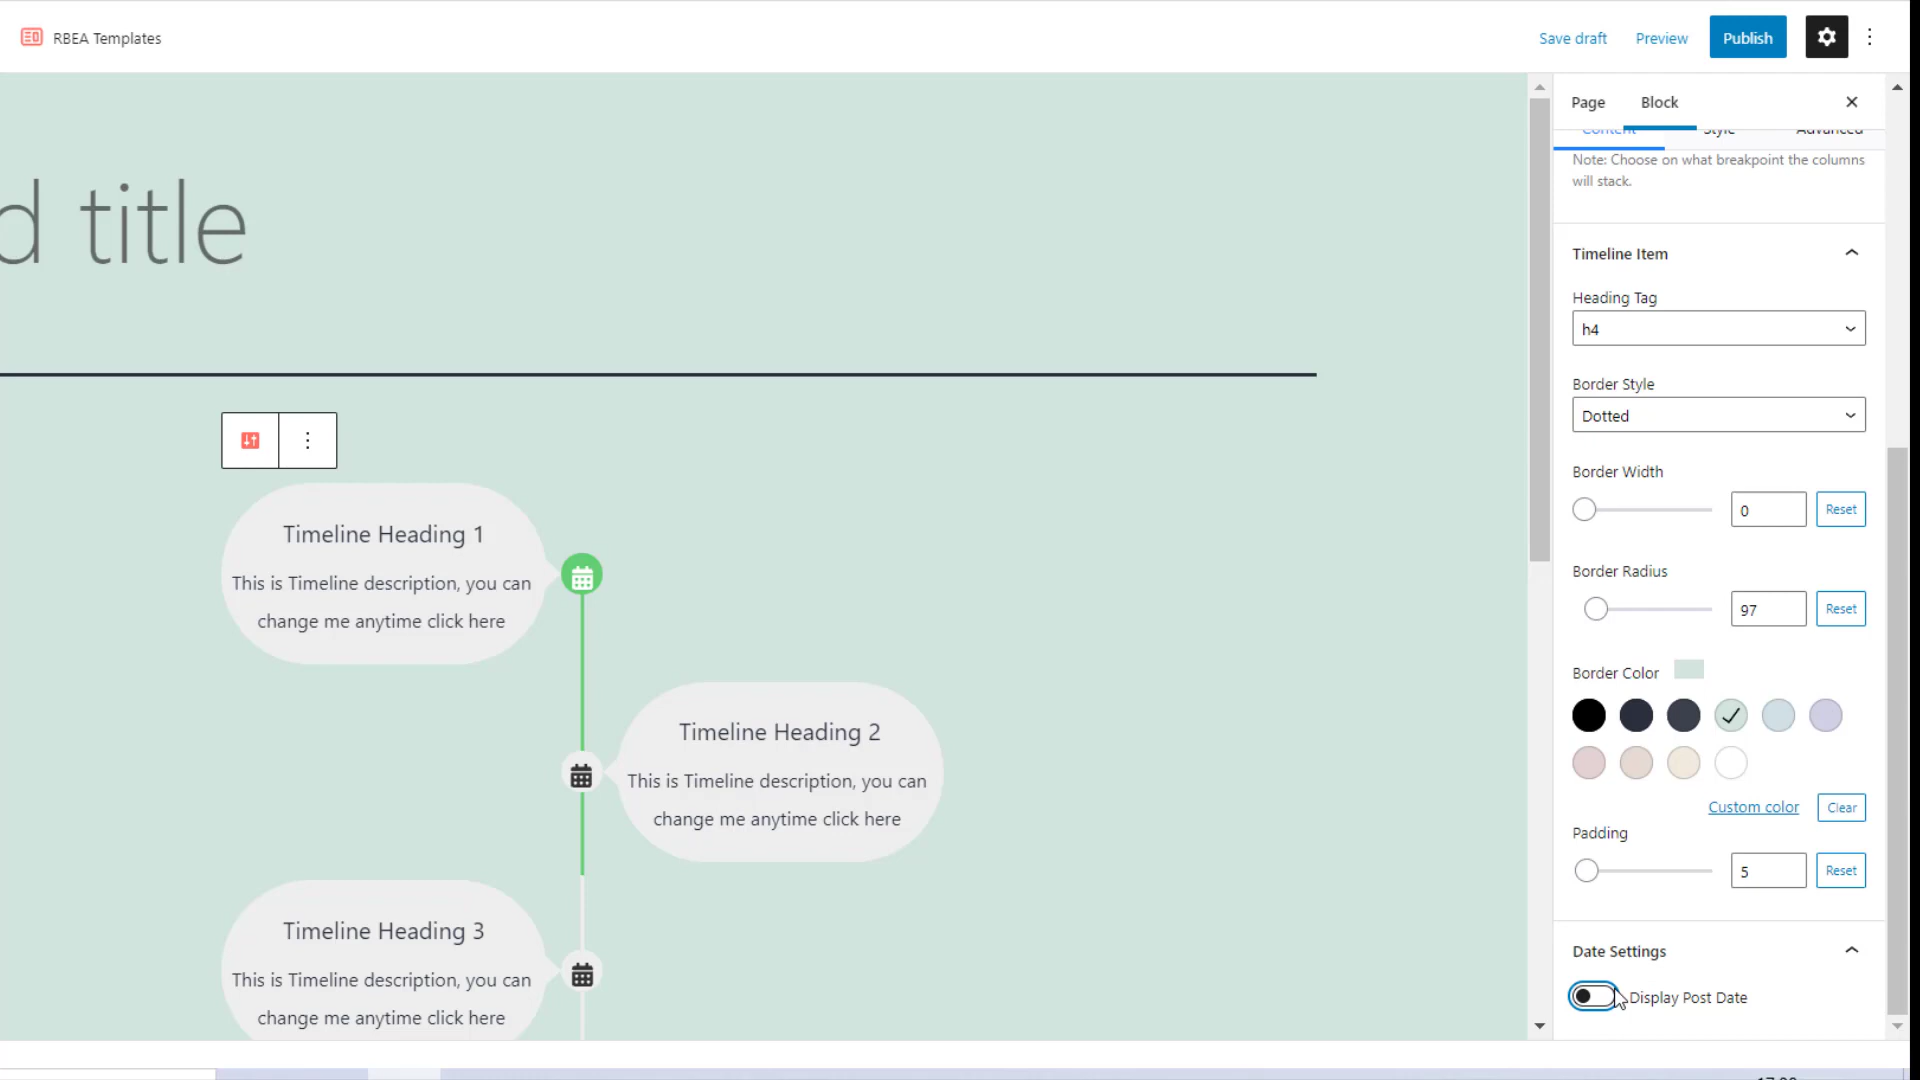 RBEA Templates
Save draft
Preview
Publish
Page
Block
Content
Style
Advanced
Note: Choose on what breakpoint the columns
will stack.
d title
Timeline Item
Heading Tag
h4
Border Style
Dotted
Border Width
0
Reset
Border Radius
97
Reset
Border Color
Custom color
Clear
Padding
5
Reset
Date Settings
Display Post Date
Timeline Heading 1
This is Timeline description, you can
change me anytime click here
Timeline Heading 2
This is Timeline description, you can
change me anytime click here
Timeline Heading 3
This is Timeline description, you can
change me anytime click here